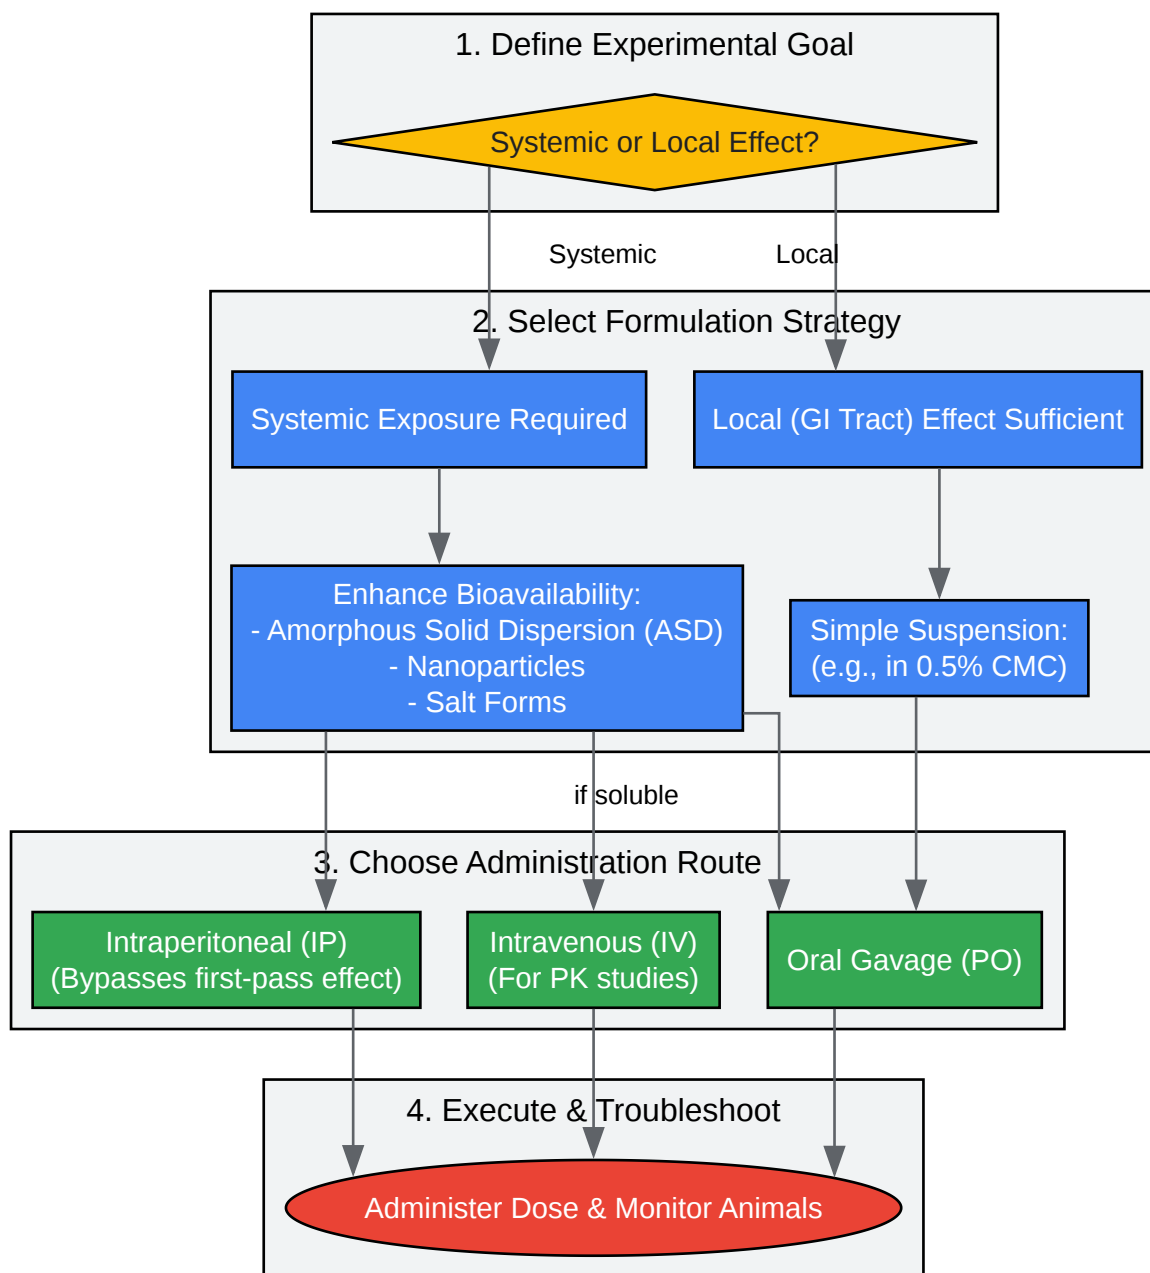 1. Define Experimental Goal
Systemic or Local Effect?
Systemic
Local
2. Select Formulation Strategy
Systemic Exposure Required
Local (GI Tract) Effect Sufficient
Enhance Bioavailability:
- Amorphous Solid Dispersion (ASD)
- Nanoparticles
- Salt Forms
Simple Suspension:
(e.g., in 0.5% CMC)
if soluble
3. Choose Administration Route
Intraperitoneal (IP)
(Bypasses first-pass effect)
Intravenous (IV)
(For PK studies)
Oral Gavage (PO)
4. Execute & Troubleshoot
Administer Dose & Monitor Animals